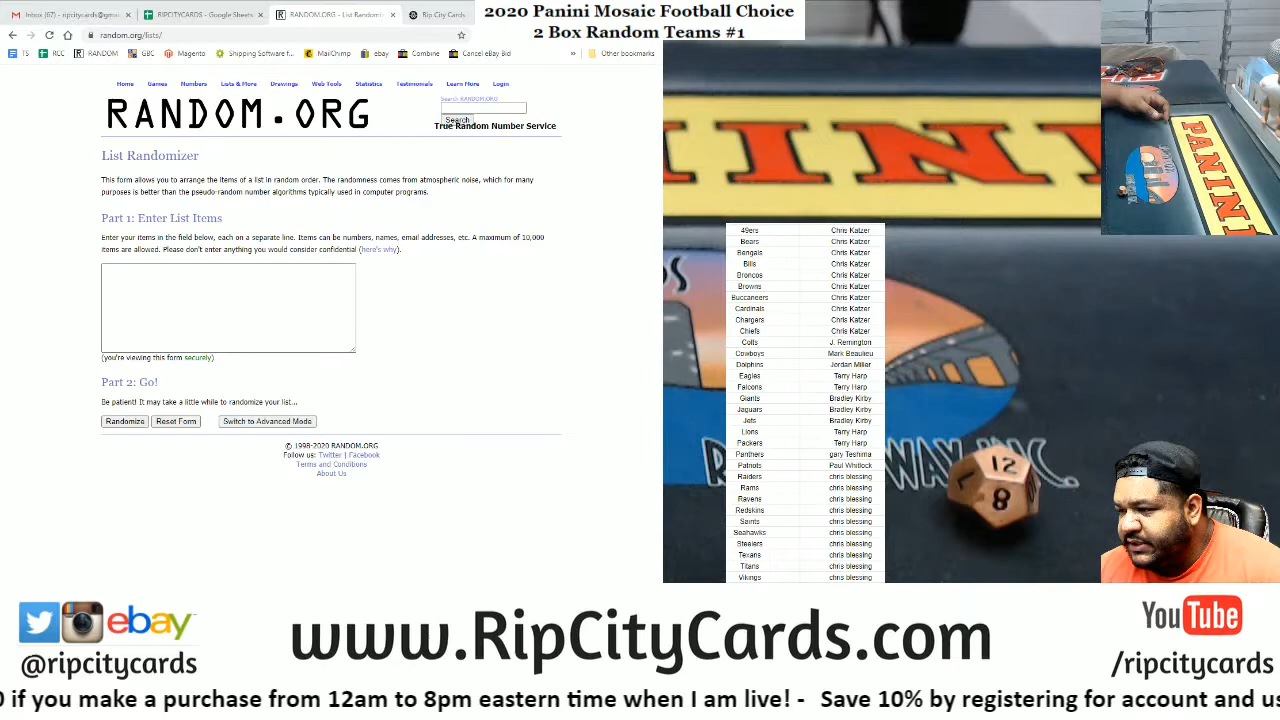 Inbox (67) - ripcitycards@gma
RIPCITYCARDS - Google Sheets
RANDOM.ORG - List Randomizer
Rip City Cards
random.org/lists/
TS
RCC
RANDOM
GBC
Magento
Shipping Software f...
MailChimp
ebay
Combine
Cancel eBay Bid
»
Other bookmarks
2020 Panini Mosaic Football Choice
2 Box Random Teams #1
Home Games Numbers Lists & More Drawings Web Tools Statistics Testimonials Learn More Login
RANDOM.ORG
Search RANDOM.ORG
Search
True Random Number Service
List Randomizer
This form allows you to arrange the items of a list in random order. The randomness comes from atmospheric noise, which for many
purposes is better than the pseudo-random number algorithms typically used in computer programs.
Part 1: Enter List Items
Enter your items in the field below, each on a separate line. Items can be numbers, names, email addresses, etc. A maximum of 10,000
items are allowed. Please don't enter anything you would consider confidential (here's why).
(you're viewing this form securely)
Part 2: Go!
Be patient! It may take a little while to randomize your list...
Randomize Reset Form Switch to Advanced Mode
© 1998-2020 RANDOM.ORG
Follow us: Twitter | Facebook
Terms and Conditions
About Us
49ers Chris Katzer
Bears Chris Katzer
Bengals Chris Katzer
Bills Chris Katzer
Broncos Chris Katzer
Browns Chris Katzer
Buccaneers Chris Katzer
Cardinals Chris Katzer
Chargers Chris Katzer
Chiefs Chris Katzer
Colts J. Remington
Cowboys Mark Beaulieu
Dolphins Jordan Miller
Eagles Terry Harp
Falcons Terry Harp
Giants Bradley Kirby
Jaguars Bradley Kirby
Jets Bradley Kirby
Lions Terry Harp
Packers Terry Harp
Panthers gary Teshima
Patriots Paul Whitlock
Raiders chris blessing
Rams chris blessing
Ravens chris blessing
Redskins chris blessing
Saints chris blessing
Seahawks chris blessing
Steelers chris blessing
Texans chris blessing
Titans chris blessing
Vikings chris blessing
12
8
WAY, INC.
PANINI
ebay
@ripcitycards
www.RipCityCards.com
YouTube
/ripcitycards
if you make a purchase from 12am to 8pm eastern time when I am live! - Save 10% by registering for account and